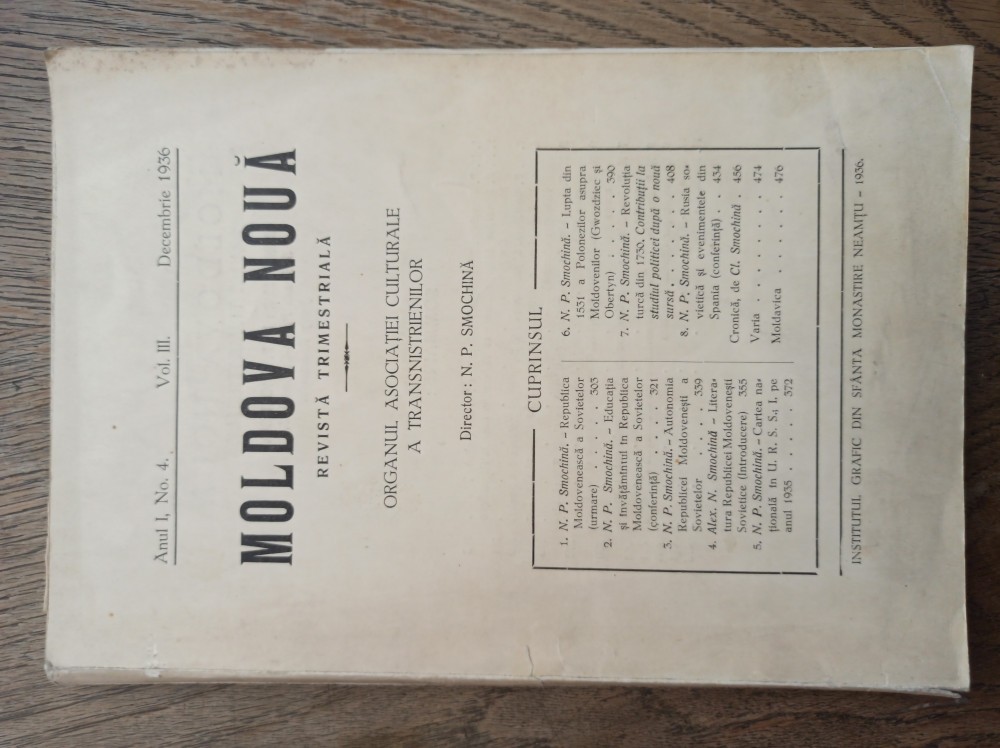 Anul I, No. 4. Vol. III. Decembrie 1936
MOLDOVA NOUĂ
REVISTĂ TRIMESTRIALĂ
ORGANUL ASOCIAȚIEI CULTURALE
A TRANSNISTRIENILOR
Director: N. P. SMOCHINĂ
CUPRINSUL
1. N. P. Smochină. – Republica
Moldovenească a Sovietelor
(urmare) . . . . . 303
2. N. P. Smochină. – Educația
și învățămîntul în Republica
Moldovenească a Sovietelor
(conferință) . . . . 321
3. N. P. Smochină. – Autonomia
Republicei Moldovenești a
Sovietelor . . . . . 339
4. Alex. N. Smochină – Litera-
tura Republicei Moldovenești
Sovietice (Introducere) 355
5. N. P. Smochină. – Cartea na-
țională în U. R. S. S., pe
anul 1935 . . . . . 372
6. N. P. Smochină. – Lupta din
1531 a Polonezilor asupra
Moldovenilor (Gwozdziec și
Obertyn) . . . . . . 390
7. N. P. Smochină. – Revoluția
turcă din 1730. Contribuții la
studiul politicei după o nouă
sursă . . . . . . . 408
8. N. P. Smochină. – Rusia so-
vietică și evenimentele din
Spania (conferință) . . 434
Cronică, de Cl. Smochină . 456
Varia . . . . . . . . 474
Moldavica . . . . . . 476
INSTITUTUL GRAFIC DIN SFÂNTA MONASTIRE NEAMȚU – 1936.